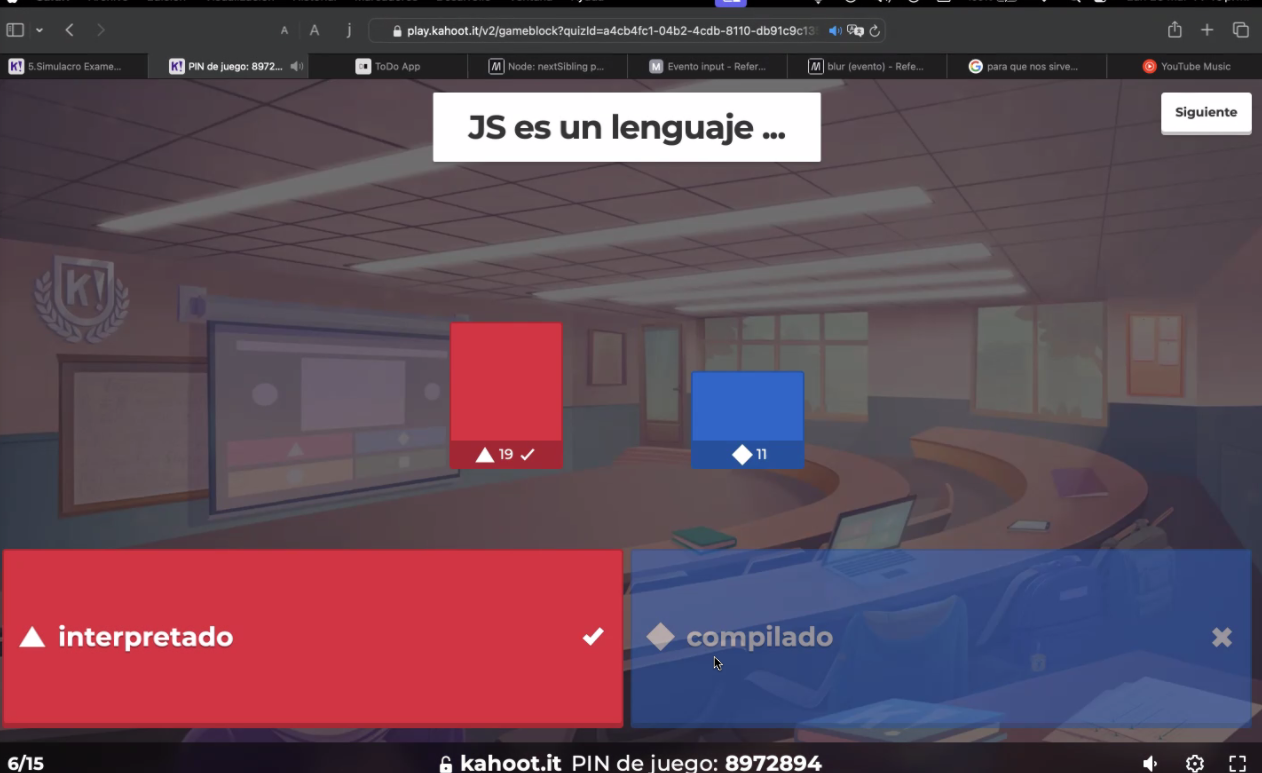 play.kahoot.it/v2/gameblock?quizId=a4cb4fc1-04b2-4cdb-8110-db91c9c13
5.Simulacro Exame...
PIN de juego: 8972...
ToDo App
Node: nextSibling p...
Evento input - Refer...
blur (evento) - Refe...
para que nos sirve...
YouTube Music
JS es un lenguaje ...
Siguiente
19
11
interpretado
compilado
6/15
kahoot.it PIN de juego: 8972894